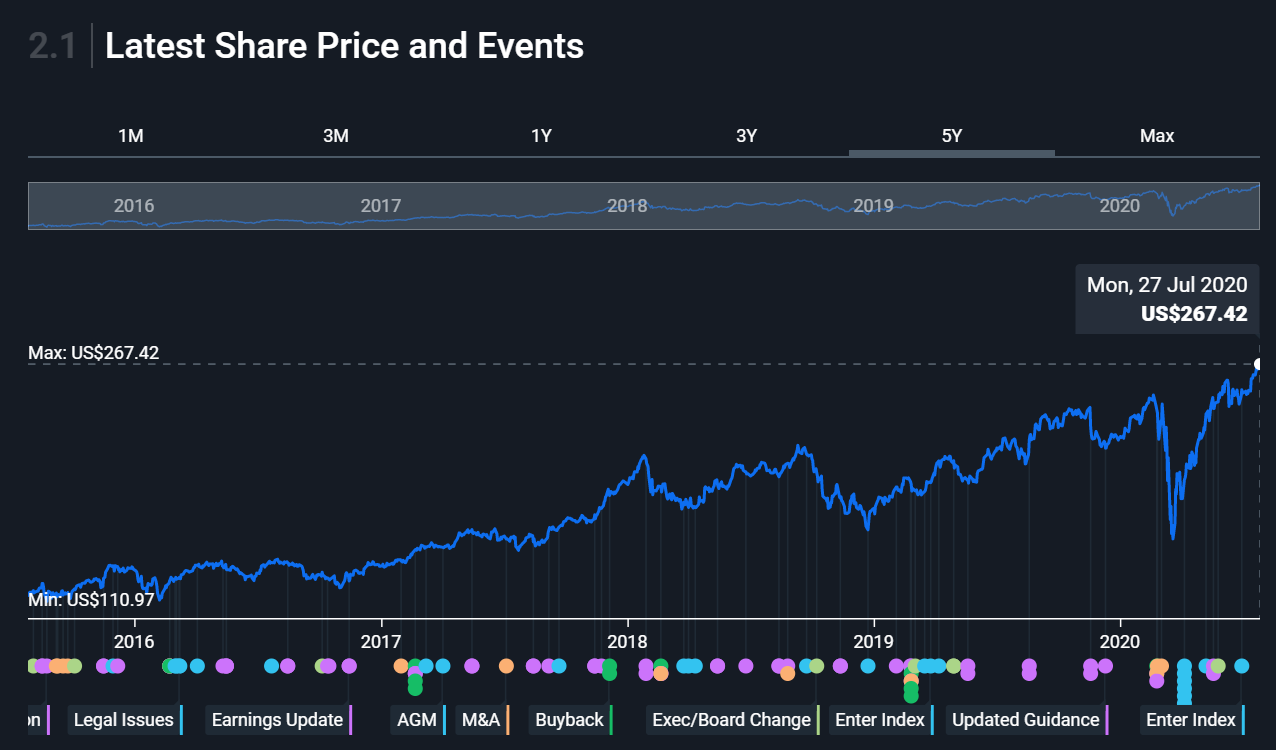 2.1 Latest Share Price and Events
1M 3M 1Y 3Y 5Y Max
2016 2017 2018 2019 2020
Mon, 27 Jul 2020
US$267.42
Max: US$267.42
Min: US$110.97
2016 2017 2018 2019 2020
on Legal Issues Earnings Update AGM M&A Buyback Exec/Board Change Enter Index Updated Guidance Enter Index